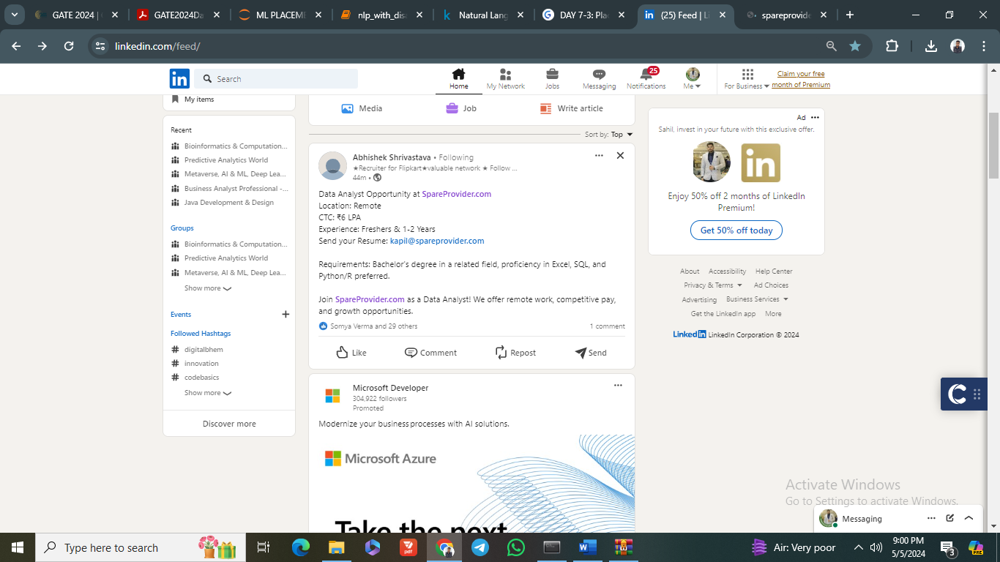 GATE 2024 |
GATE2024Da
ML PLACEME
nlp_with_disa
Natural Lang
DAY 7-3: Pla
(25) Feed | Li
spareprovide
linkedin.com/feed/
Search
Home
My Network
Jobs
Messaging
25
Notifications
Me
For Business
Claim your free
month of Premium
My items
Recent
Bioinformatics & Computation...
Predictive Analytics World
Metaverse, AI & ML, Deep Lea...
Business Analyst Professional -...
Java Development & Design
Groups
Bioinformatics & Computation...
Predictive Analytics World
Metaverse, AI & ML, Deep Lea...
Show more
Events
Followed Hashtags
# digitalbhem
# innovation
# codebasics
Show more
Discover more
Media
Job
Write article
Sort by: Top
Abhishek Shrivastava • Following
★Recruiter for Flipkart★valuable network ★ Follow ...
44m •
Data Analyst Opportunity at SpareProvider.com
Location: Remote
CTC: ₹6 LPA
Experience: Freshers & 1-2 Years
Send your Resume: kapil@spareprovider.com
Requirements: Bachelor's degree in a related field, proficiency in Excel, SQL, and
Python/R preferred.
Join SpareProvider.com as a Data Analyst! We offer remote work, competitive pay,
and growth opportunities.
Somya Verma and 29 others
1 comment
Like
Comment
Repost
Send
Microsoft Developer
304,922 followers
Promoted
Modernize your business processes with AI solutions.
Microsoft Azure
Take the next
Ad
Sahil, invest in your future with this exclusive offer.
in
Enjoy 50% off 2 months of LinkedIn
Premium!
Get 50% off today
About Accessibility Help Center
Privacy & Terms Ad Choices
Advertising Business Services
Get the LinkedIn app More
LinkedIn LinkedIn Corporation © 2024
Activate Windows
Go to Settings to activate Windows.
Messaging
Type here to search
Air: Very poor
9:00 PM
5/5/2024
3
PRE